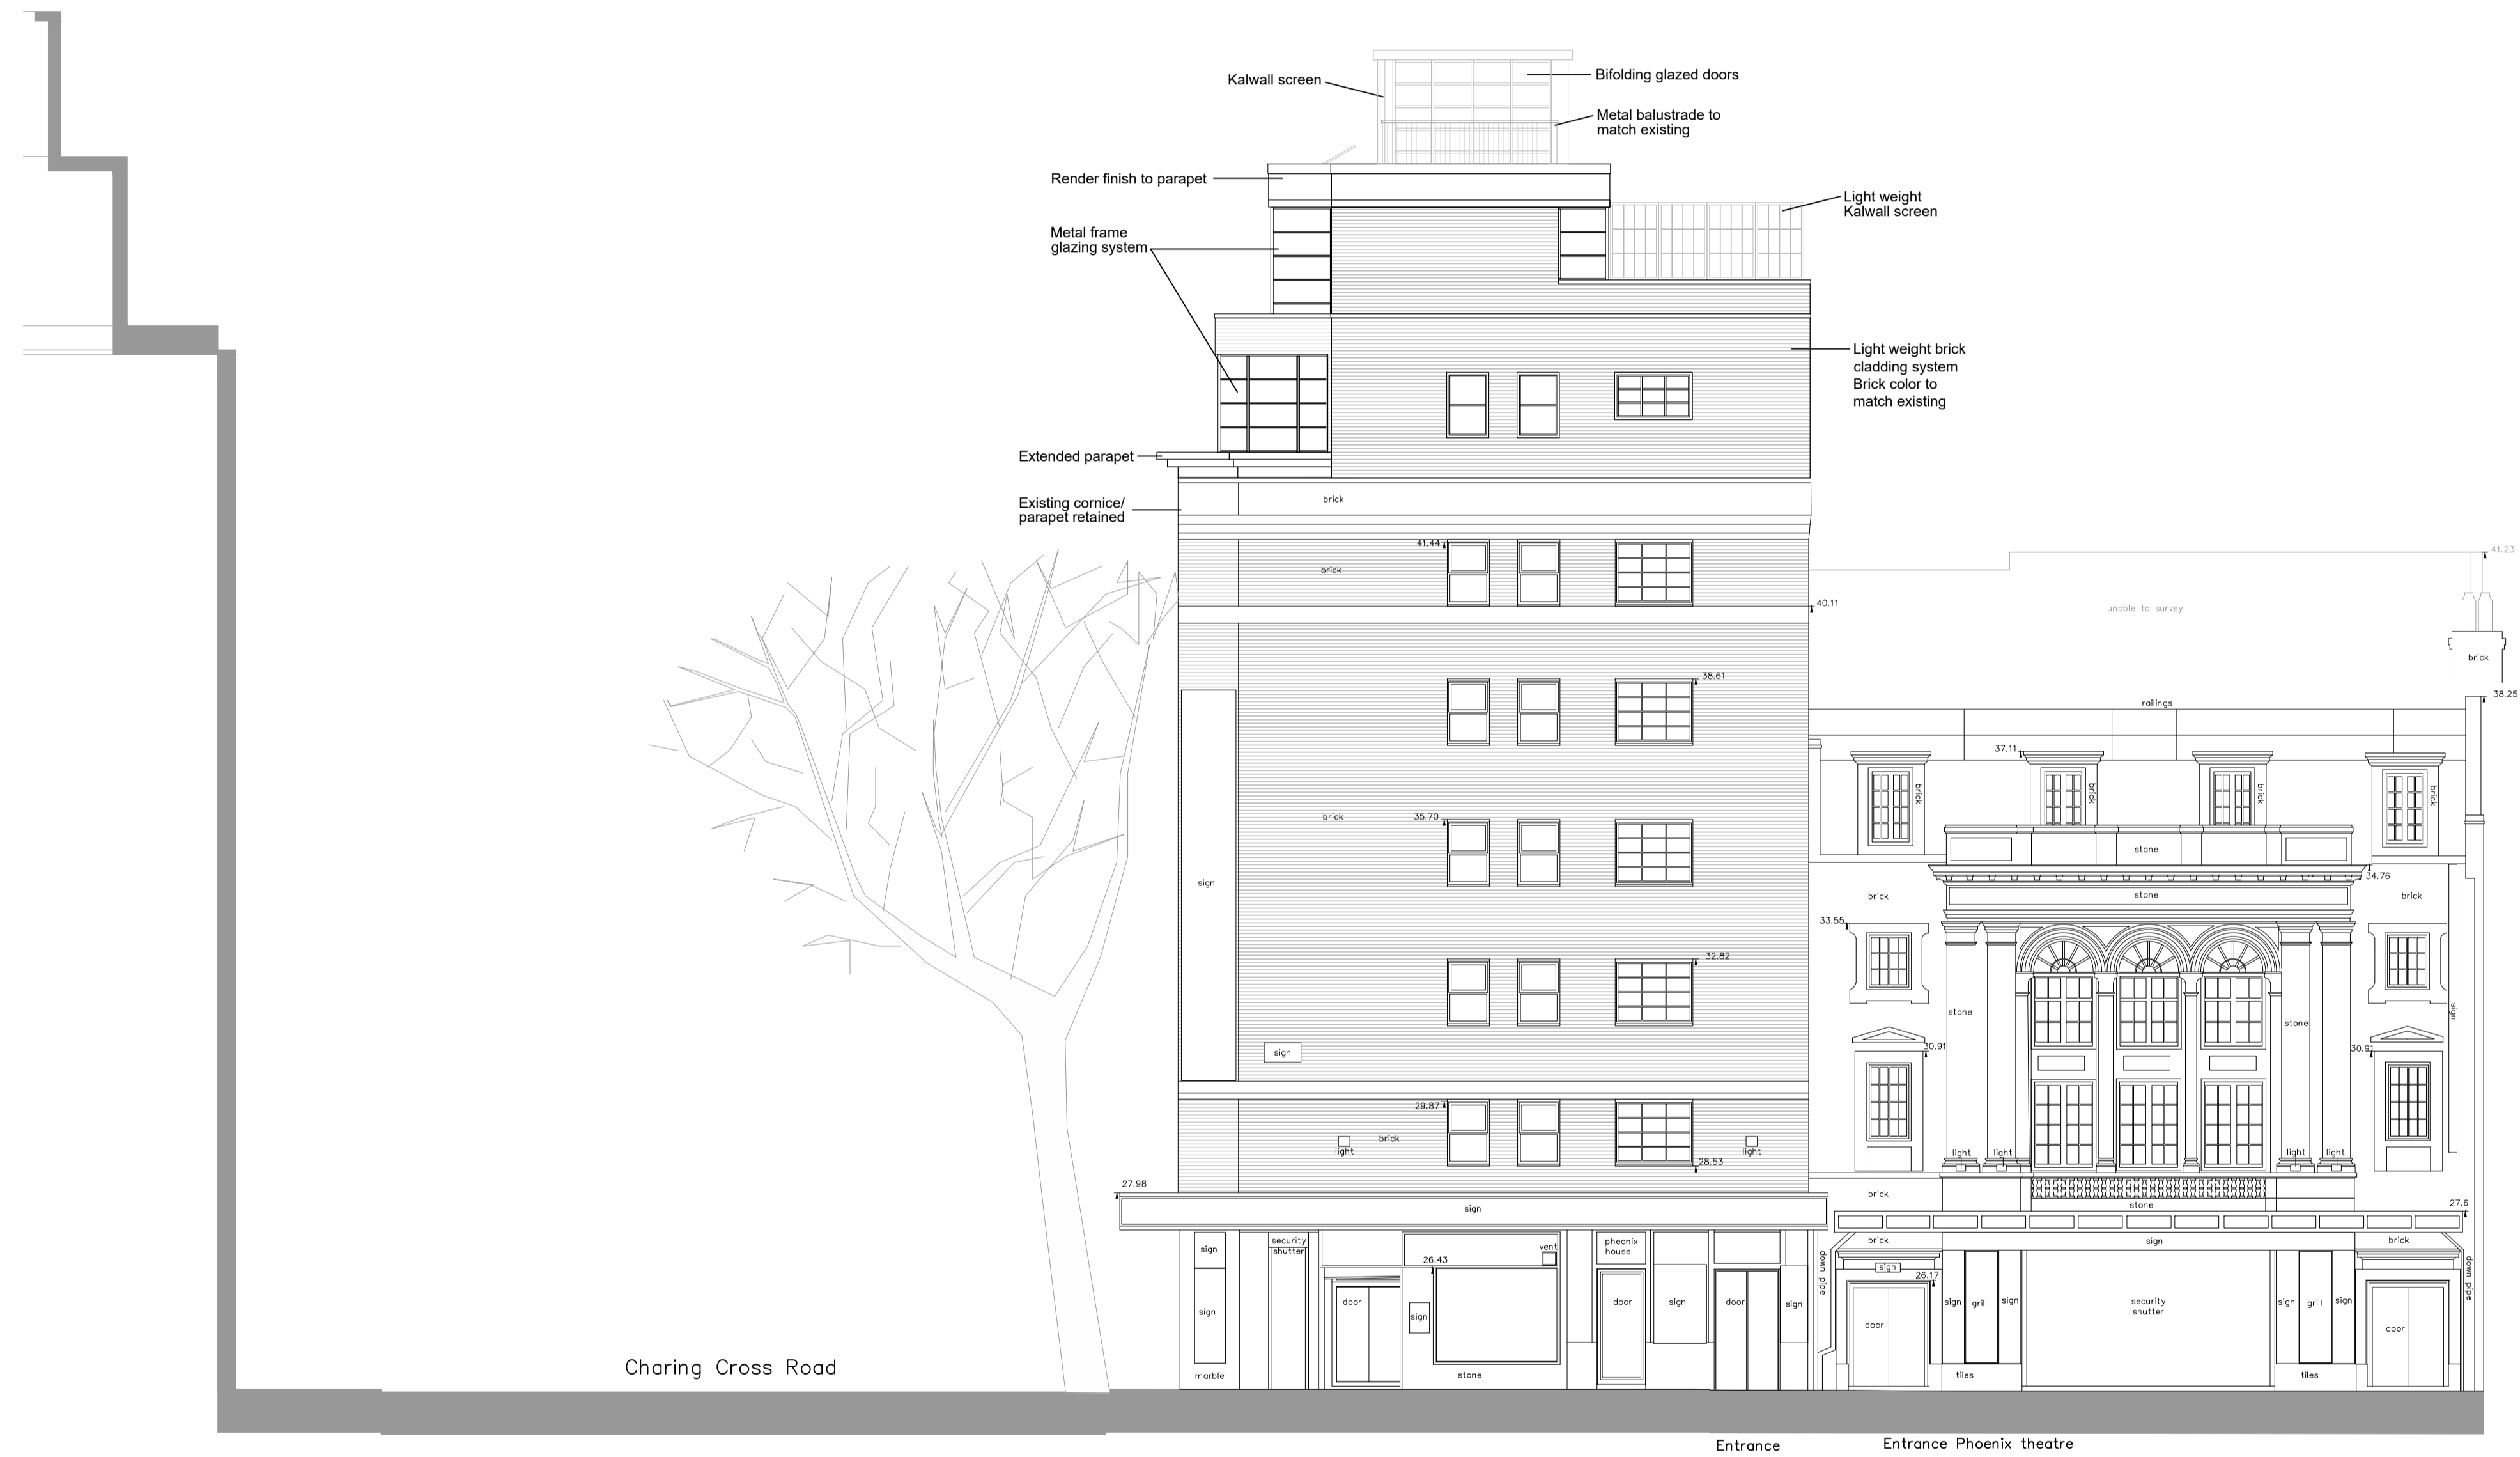 Kalwall screen
Bifolding glazed doors
Metal balustrade to
match existing
Render finish to parapet
Light weight
Kalwall screen
Metal frame
glazing system
Light weight brick
cladding system
Brick color to
match existing
Extended parapet
Existing cornice/
parapet retained
brick
41.44
brick
41.23
40.11
unable to survey
brick
38.61
38.25
railings
37.11
brick
brick
brick
brick
brick
35.70
stone
sign
34.76
brick
stone
brick
33.55
32.82
stone
stone
sign
sign
30.91
30.91
29.87
brick
light
light
28.53
light
light
light
light
27.98
brick
stone
27.6
sign
sign
security
shutter
vent
pheonix
house
brick
sign
brick
26.43
down pipe
down pipe
sign
26.17
sign
door
sign
door
sign
door
sign
door
sign
grill
sign
security
shutter
sign
grill
sign
door
marble
stone
tiles
tiles
Charing Cross Road
Entrance
Entrance Phoenix theatre